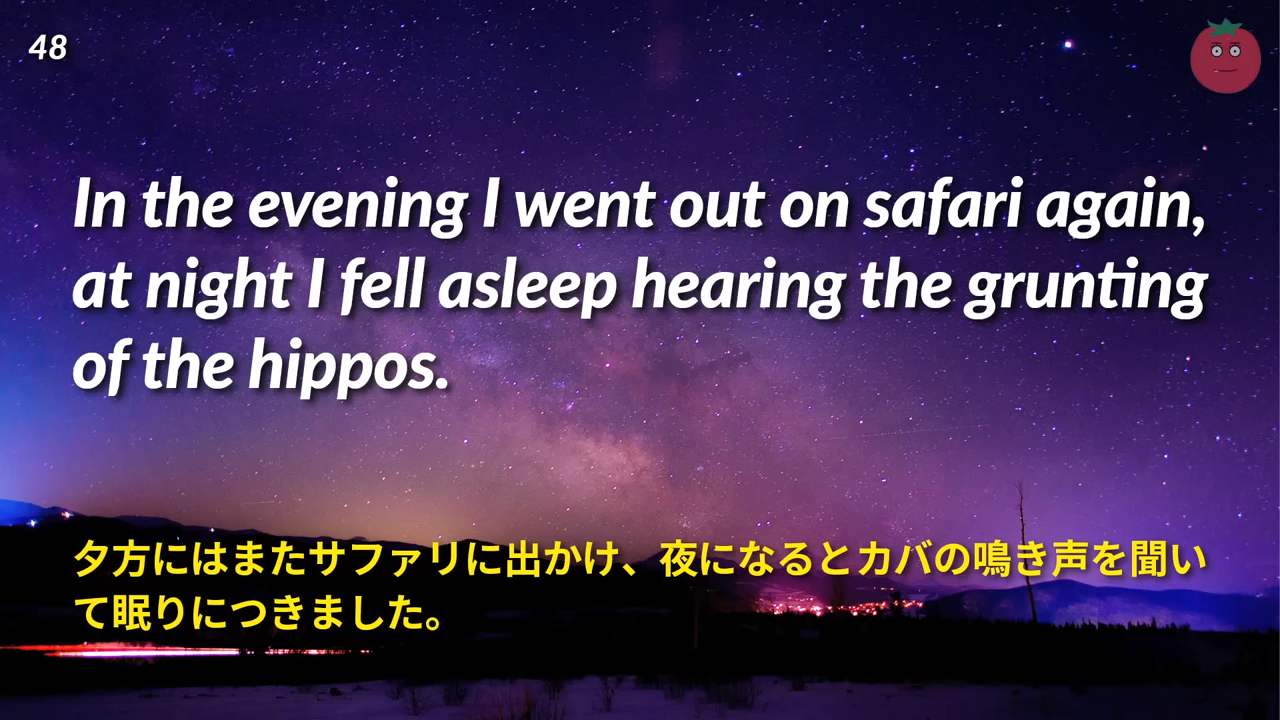 48
In the evening I went out on safari again,
at night I fell asleep hearing the grunting
of the hippos.
夕方にはまたサファリに出かけ、夜になるとカバの鳴き声を聞い
て眠りにつきました。